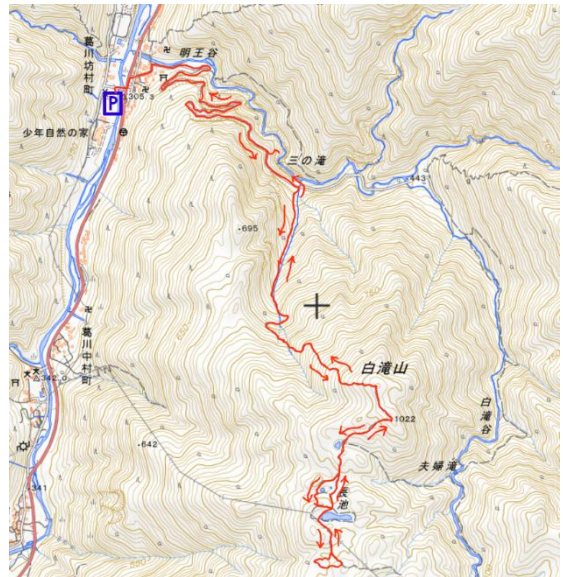 葛川坊村町
明王谷
P
305.3
少年自然の家
三の滝
443
695
葛川中村町
白滝山
342.0
1022
白滝谷
642
夫婦滝
341
長池